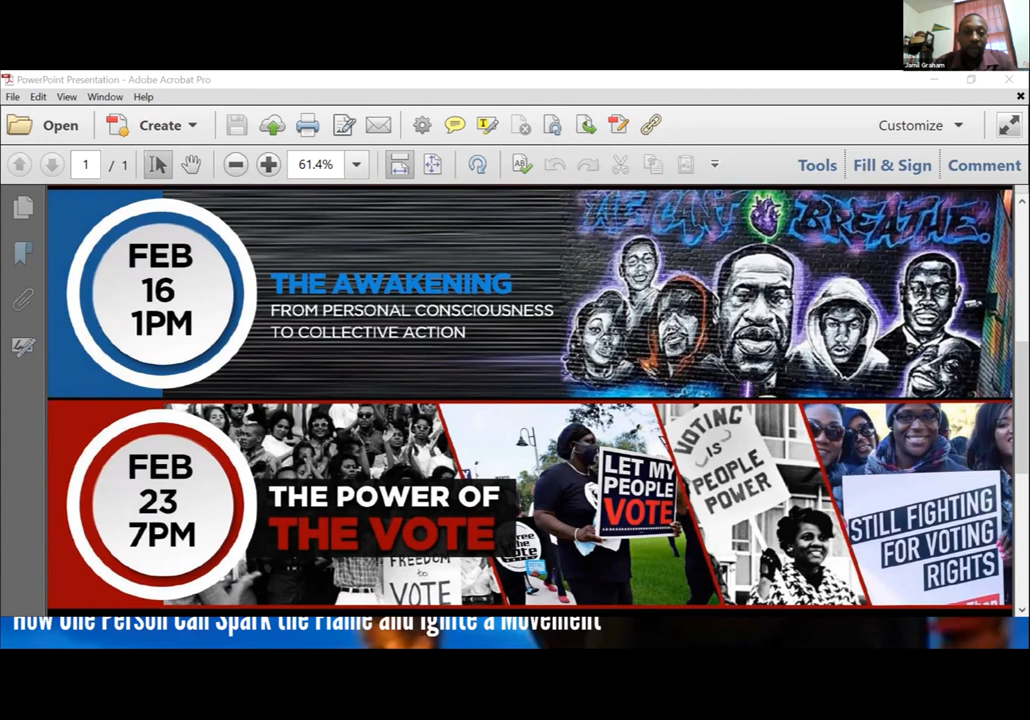 Jamil Graham
PowerPoint Presentation - Adobe Acrobat Pro
File Edit View Window Help
Open Create Customize
1 / 1 61.4% Tools Fill & Sign Comment
WE CAN'T BREATHE.
FEB
16
1PM
THE AWAKENING
FROM PERSONAL CONSCIOUSNESS
TO COLLECTIVE ACTION
FEB
23
7PM
THE POWER OF
THE VOTE
FREEDOM
to
VOTE
the
vote
LET MY
PEOPLE
VOTE
VOTING
IS
PEOPLE
POWER
STILL FIGHTING
FOR VOTING
RIGHTS
How One Person Can Spark the Flame and Ignite a Movement